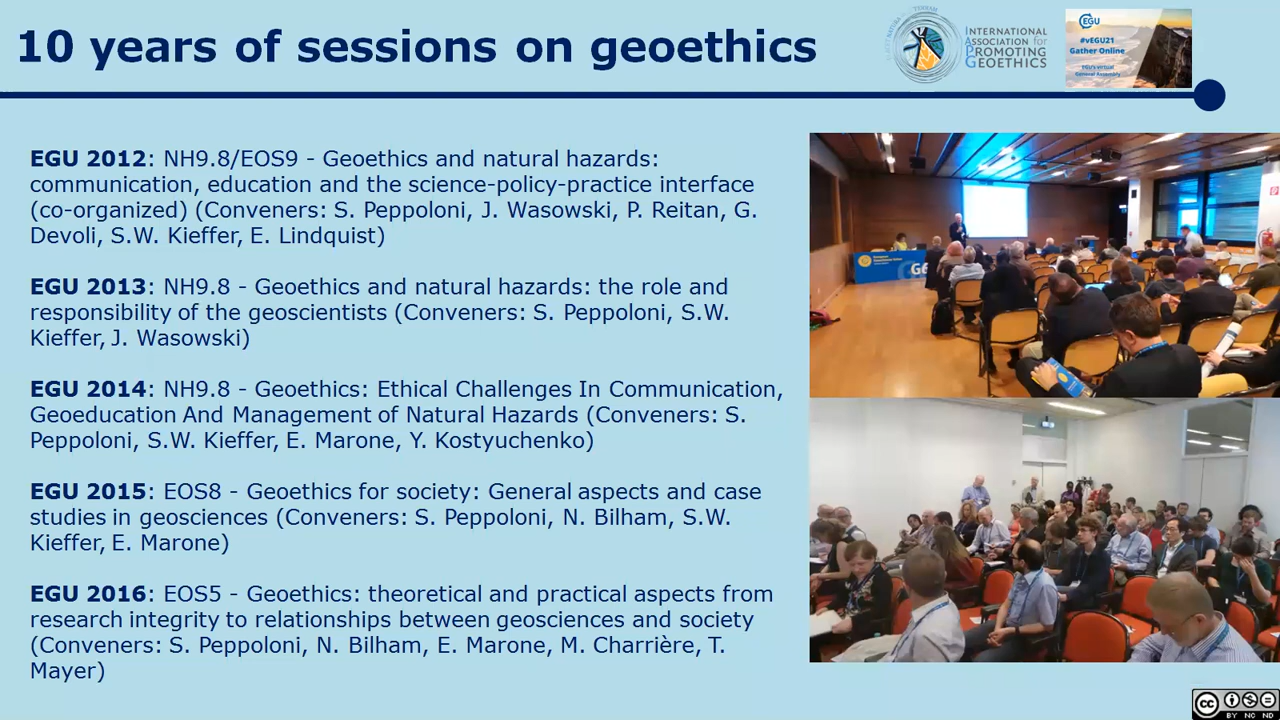 10 years of sessions on geoethics
INTERNATIONAL
ASSOCIATION for
PROMOTING
GEOETHICS
EGU
#vEGU21
Gather Online
EGU's virtual
General Assembly
EGU 2012: NH9.8/EOS9 - Geoethics and natural hazards:
communication, education and the science-policy-practice interface
(co-organized) (Conveners: S. Peppoloni, J. Wasowski, P. Reitan, G.
Devoli, S.W. Kieffer, E. Lindquist)
EGU 2013: NH9.8 - Geoethics and natural hazards: the role and
responsibility of the geoscientists (Conveners: S. Peppoloni, S.W.
Kieffer, J. Wasowski)
EGU 2014: NH9.8 - Geoethics: Ethical Challenges In Communication,
Geoeducation And Management of Natural Hazards (Conveners: S.
Peppoloni, S.W. Kieffer, E. Marone, Y. Kostyuchenko)
EGU 2015: EOS8 - Geoethics for society: General aspects and case
studies in geosciences (Conveners: S. Peppoloni, N. Bilham, S.W.
Kieffer, E. Marone)
EGU 2016: EOS5 - Geoethics: theoretical and practical aspects from
research integrity to relationships between geosciences and society
(Conveners: S. Peppoloni, N. Bilham, E. Marone, M. Charrière, T.
Mayer)
cc
BY NC ND